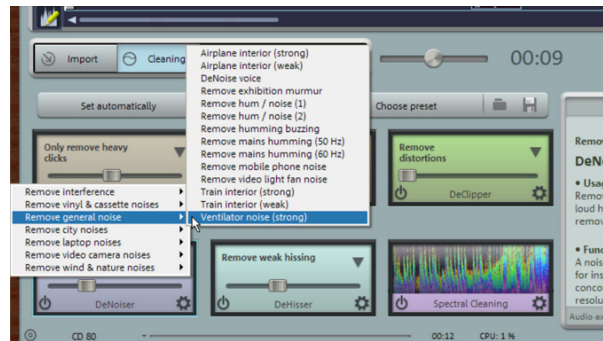 Import
Cleaning
00:09
Set automatically
Choose preset
Airplane interior (strong)
Airplane interior (weak)
DeNoise voice
Remove exhibition murmur
Remove hum / noise (1)
Remove hum / noise (2)
Remove humming buzzing
Remove mains humming (50 Hz)
Remove mains humming (60 Hz)
Remove mobile phone noise
Remove video light fan noise
Train interior (strong)
Train interior (weak)
Ventilator noise (strong)
Only remove heavy
clicks
Remove
distortions
DeClipper
Remove interference
Remove vinyl & cassette noises
Remove general noise
Remove city noises
Remove laptop noises
Remove video camera noises
Remove wind & nature noises
DeNoiser
Remove weak hissing
DeHisser
Spectral Cleaning
Remo
DeN
• Usa
Remov
loud h
remov
• Func
A nois
for ins
conco
resolu
Audio ex
CD 80
00:12
CPU: 1 %